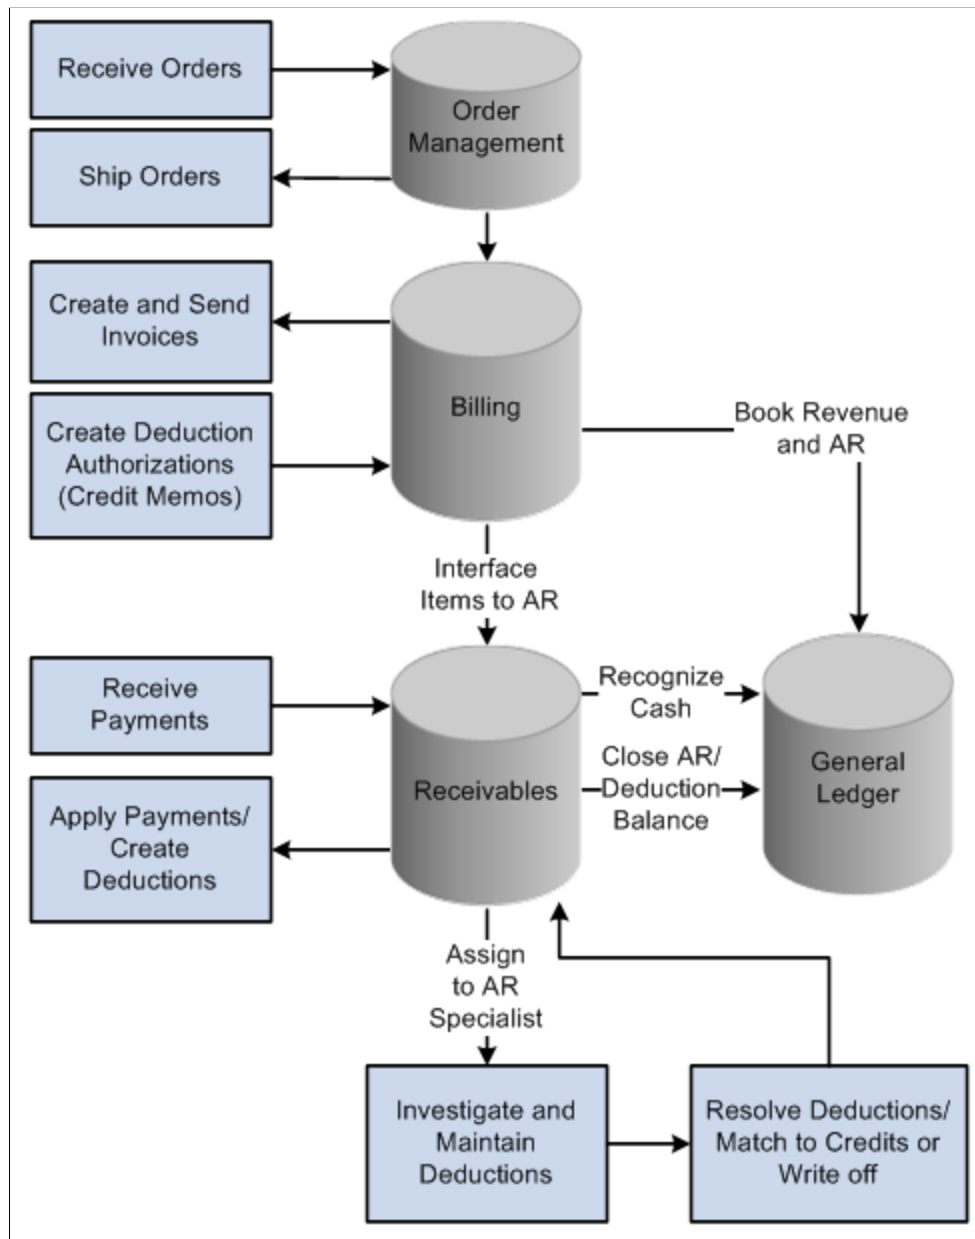 Receive Orders
Order
Management
Ship Orders
Create and Send
Invoices
Billing
Create Deduction
Authorizations
(Credit Memos)
Book Revenue
and AR
Interface
Items to AR
Receive
Payments
Recognize
Cash
Close AR/
Deduction
Balance
General
Ledger
Receivables
Apply Payments/
Create
Deductions
Assign
to AR
Specialist
Investigate and
Maintain
Deductions
Resolve Deductions/
Match to Credits or
Write off